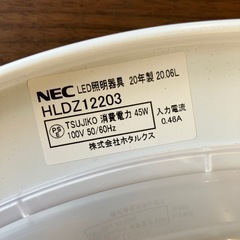 NEC LED照明器具 20年製 20.06L
HLDZ12203
PS E TSUJIKO 消費電力 45W 入力電流
100V 50/60Hz 0.46A
株式会社ホタルクス